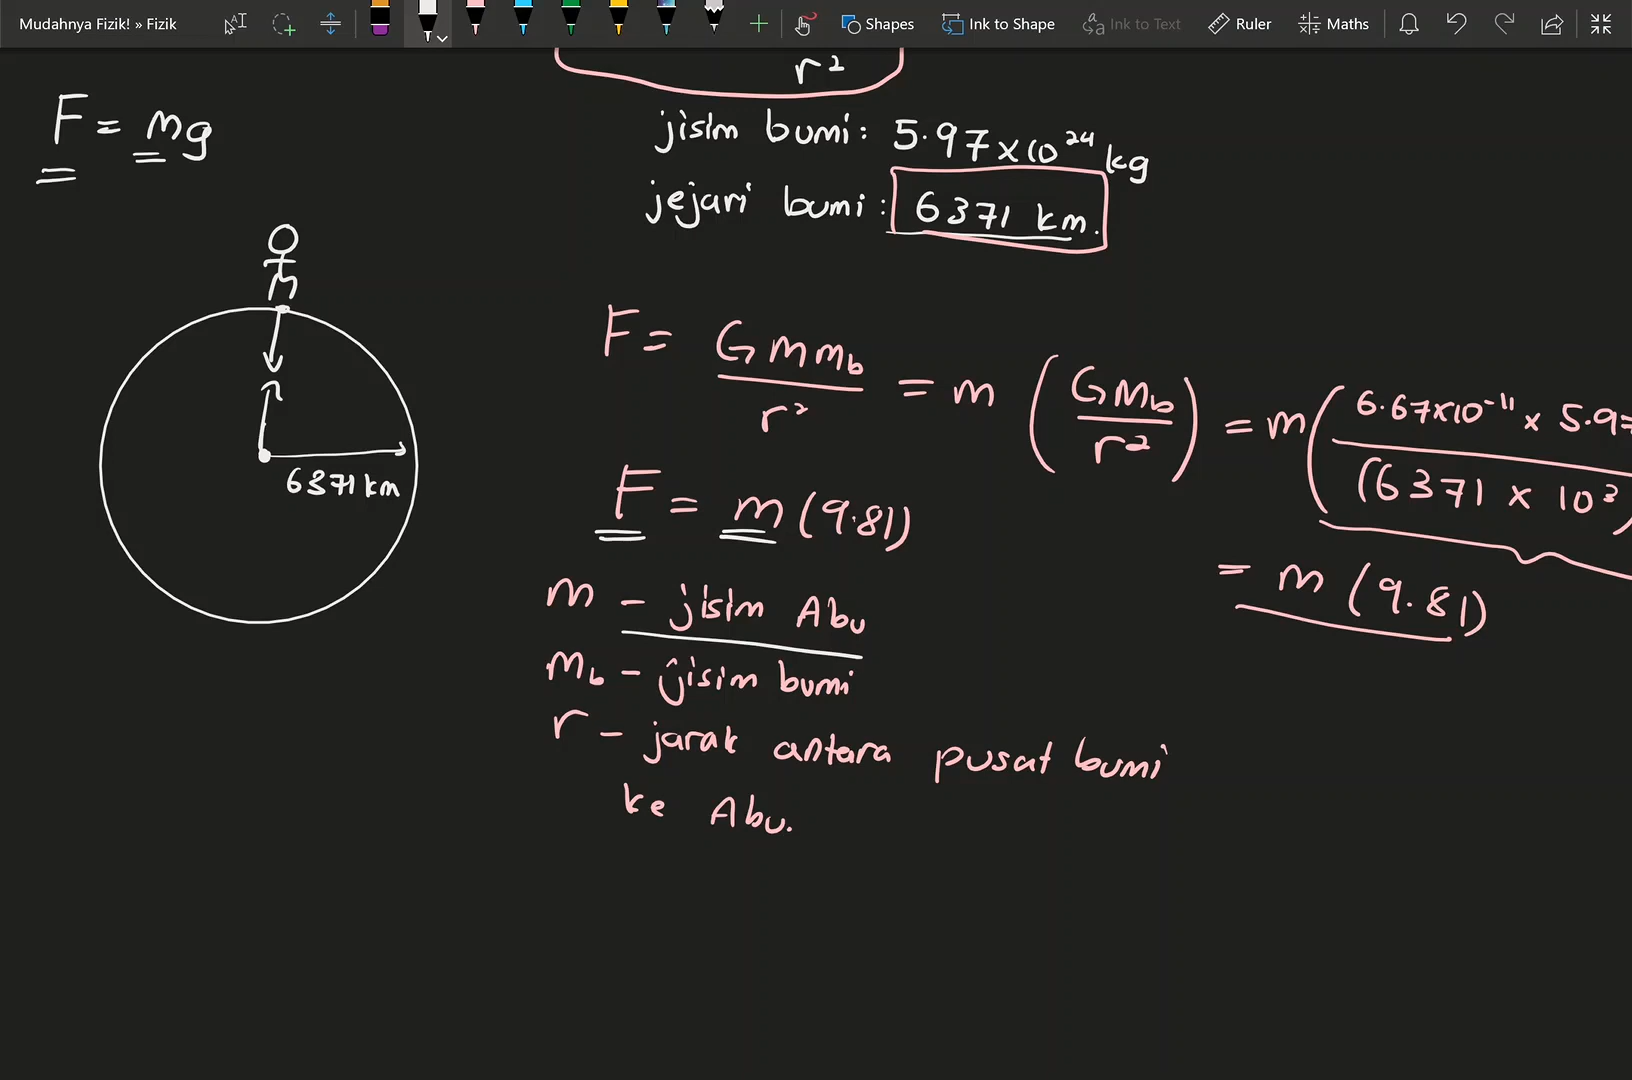 Mudahnya Fizik! » Fizik
Shapes
Ink to Shape
Ink to Text
Ruler
Maths
r²
F = mg
jisim bumi: 5.97×10²⁴ kg
jejari bumi: 6371 km.
m
6371 km
F = GMm_b / r² = m (GM_b / r²) = m (6.67×10⁻¹¹ × 5.97 / (6371 × 10³)
F = m (9.81)
= m (9.81)
m - jisim Abu
m_b - jisim bumi
r - jarak antara pusat bumi
ke Abu.